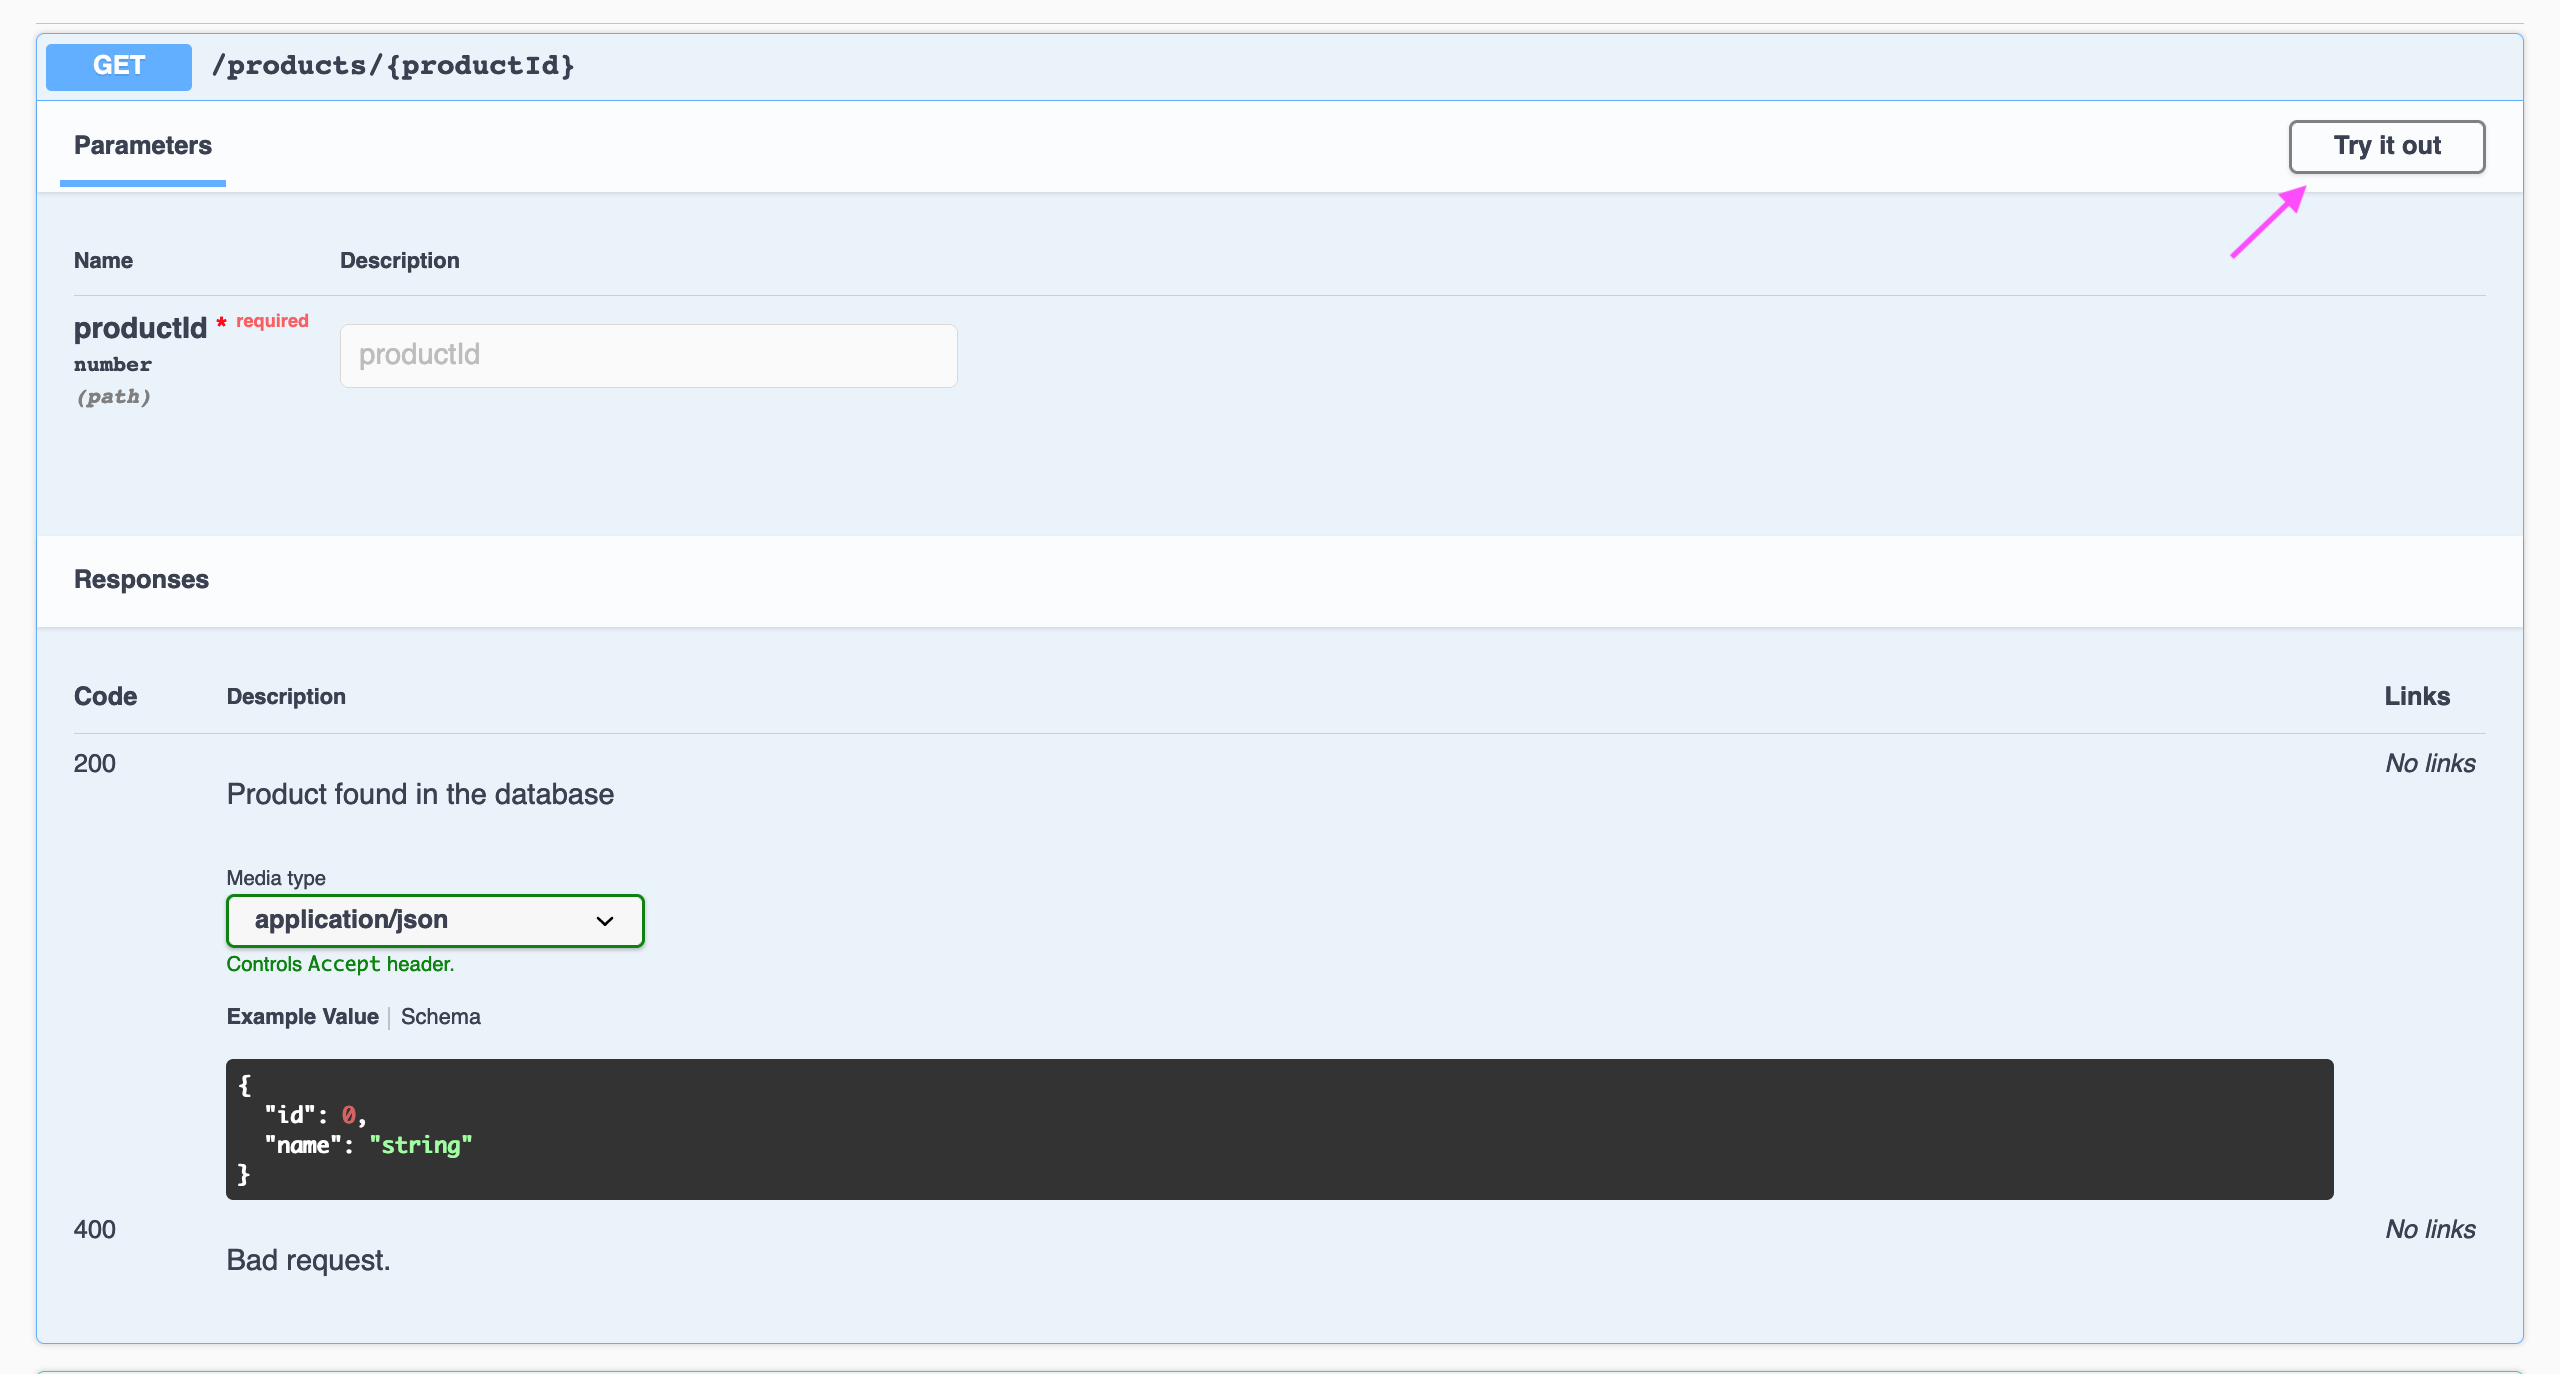 GET /products/{productId}
Parameters
Try it out
Name Description
productId * required
number
(path)
productId
Responses
Code Description Links
200 No links
Product found in the database
Media type
application/json
Controls Accept header.
Example Value | Schema
{
  "id": 0,
  "name": "string"
}
400 No links
Bad request.